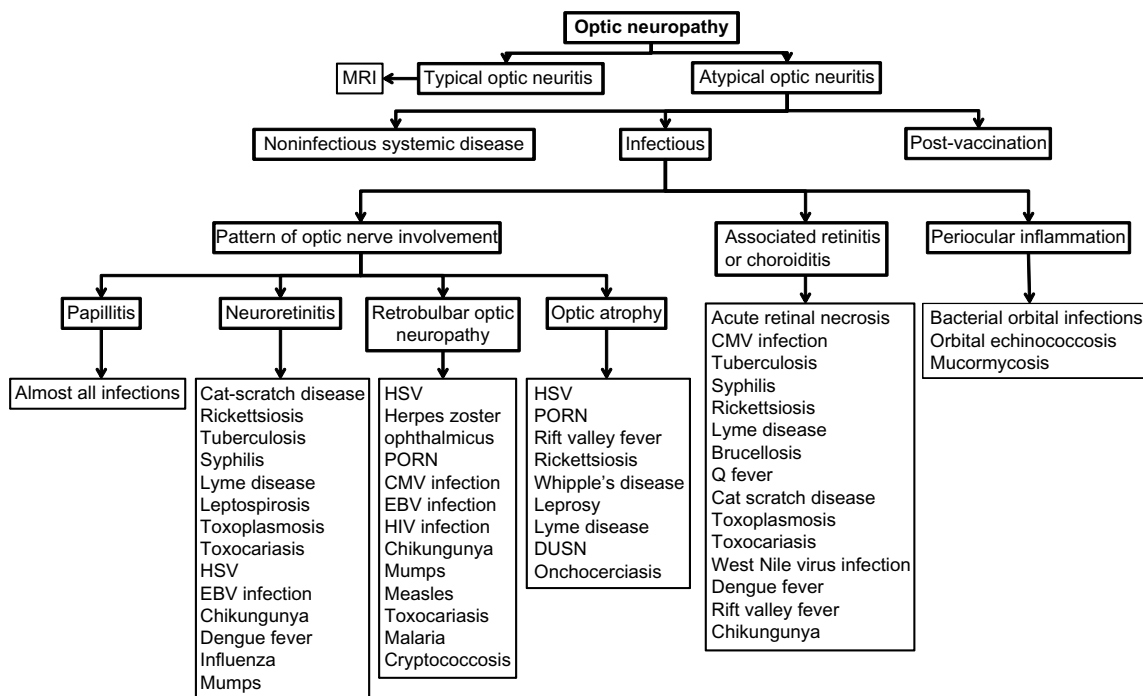 Optic neuropathy
MRI
Typical optic neuritis
Atypical optic neuritis
Noninfectious systemic disease
Infectious
Post-vaccination
Pattern of optic nerve involvement
Associated retinitis
or choroiditis
Periocular inflammation
Papillitis
Neuroretinitis
Retrobulbar optic
neuropathy
Optic atrophy
Almost all infections
Cat-scratch disease
Rickettsiosis
Tuberculosis
Syphilis
Lyme disease
Leptospirosis
Toxoplasmosis
Toxocariasis
HSV
EBV infection
Chikungunya
Dengue fever
Influenza
Mumps
HSV
Herpes zoster
ophthalmicus
PORN
CMV infection
EBV infection
HIV infection
Chikungunya
Mumps
Measles
Toxocariasis
Malaria
Cryptococcosis
HSV
PORN
Rift valley fever
Rickettsiosis
Whipple's disease
Leprosy
Lyme disease
DUSN
Onchocerciasis
Acute retinal necrosis
CMV infection
Tuberculosis
Syphilis
Rickettsiosis
Lyme disease
Brucellosis
Q fever
Cat scratch disease
Toxoplasmosis
Toxocariasis
West Nile virus infection
Dengue fever
Rift valley fever
Chikungunya
Bacterial orbital infections
Orbital echinococcosis
Mucormycosis